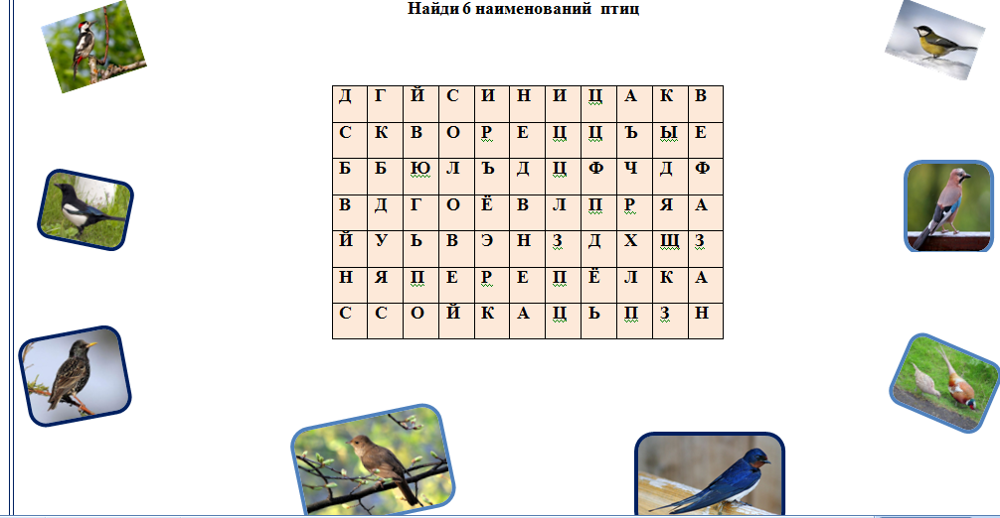 Найди 6 наименований птиц
Д Г Й С И Н И Ц А К В
С К В О Р Е Ц Ц Ъ Ы Е
Б Б Ю Л Ъ Д Ц Ф Ч Д Ф
В Д Г О Ё В Л П Р Я А
Й У Ь В Э Н З Д Х Щ З
Н Я П Е Р Е П Ё Л К А
С С О Й К А Ц Ь П З Н